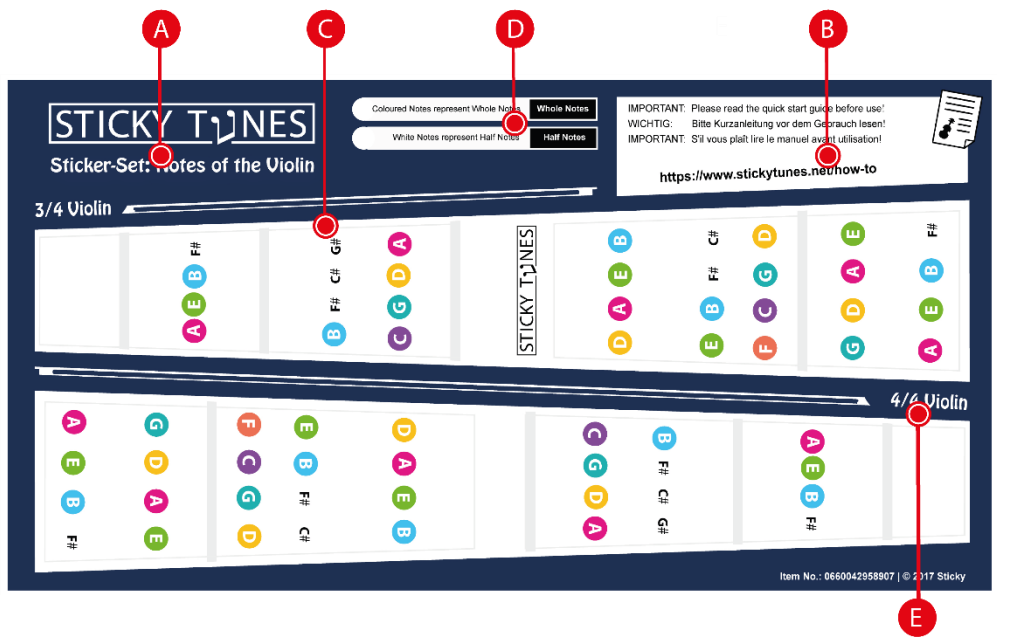 A C D B
STICKY TUNES
Sticker-Set: Notes of the Violin
Coloured Notes represent Whole Notes Whole Notes
White Notes represent Half Notes Half Notes
IMPORTANT: Please read the quick start guide before use!
WICHTIG: Bitte Kurzanleitung vor dem Gebrauch lesen!
IMPORTANT: S'il vous plaît lire le manuel avant utilisation!
https://www.stickytunes.net/how-to
3/4 Violin
F# B E A
G# C# F# B
A D G C
STICKY TUNES
B E A D
C# F# B E
D G C F
E A D G
F# B E A
4/4 Violin
A E B F#
G D A E
F C G D
E B F# C#
D A E B
C G D A
B F# C# G#
A E B F#
Item No.: 0660042958907 | © 2017 Sticky
E